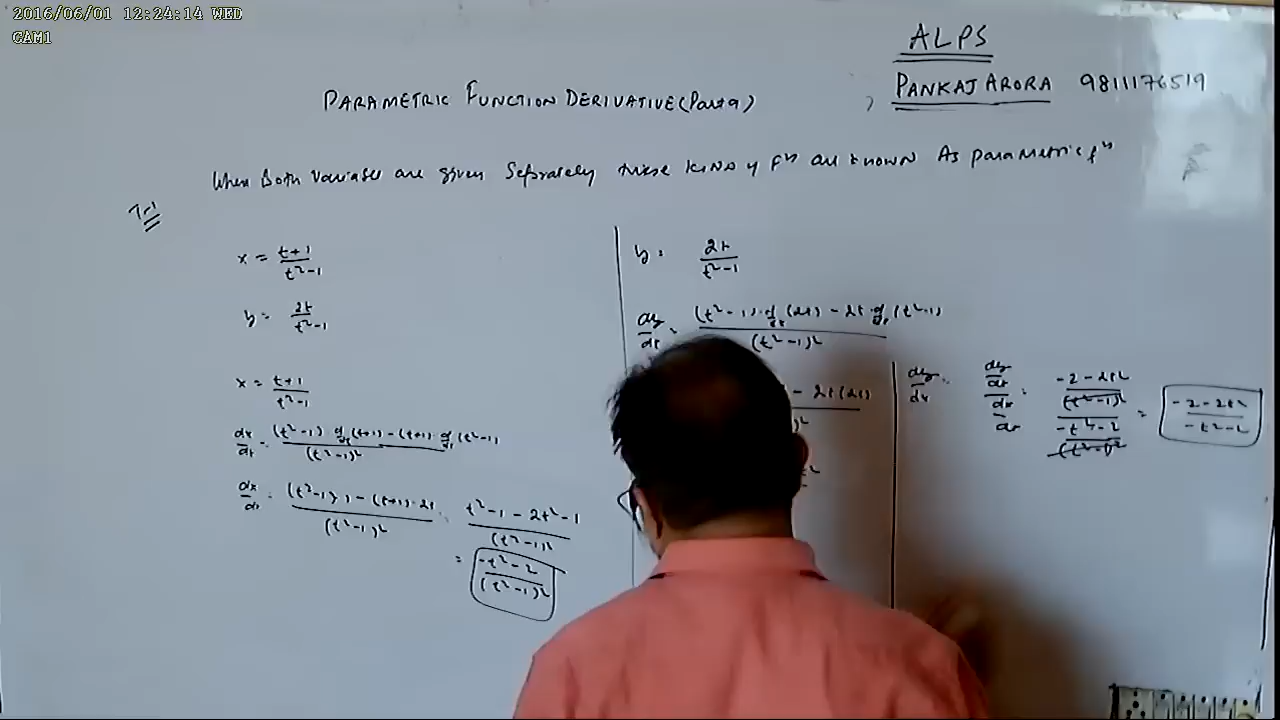 2016/06/01 12:24:14 WED
CAM1
ALPS
PANKAJ ARORA 9811176519
PARAMETRIC FUNCTION DERIVATIVE (Part 9)
When Both Variables are given Seprately these kind of fⁿ are known As parametric fⁿ
x = t+1 / t²-1
y = 2t / t²-1
x = t+1 / t²-1
dx/dt = (t²-1) d/dt (t+1) - (t+1) d/dt (t²-1) / (t²-1)²
dx/dt = (t²-1) - (t+1) 2t / (t²-1)² = t²-1 - 2t²-1 / (t²-1)²
= -t²-2 / (t²-1)²
y = 2t / t²-1
dy/dt = (t²-1) d/dt (2t) - 2t d/dt (t²-1) / (t²-1)²
- 2t(2t)
dy/dx = dy/dt / dx/dt = -2-2t² / (t²-1)² / -t²-2 / (t²-1)² = -2-2t² / -t²-2